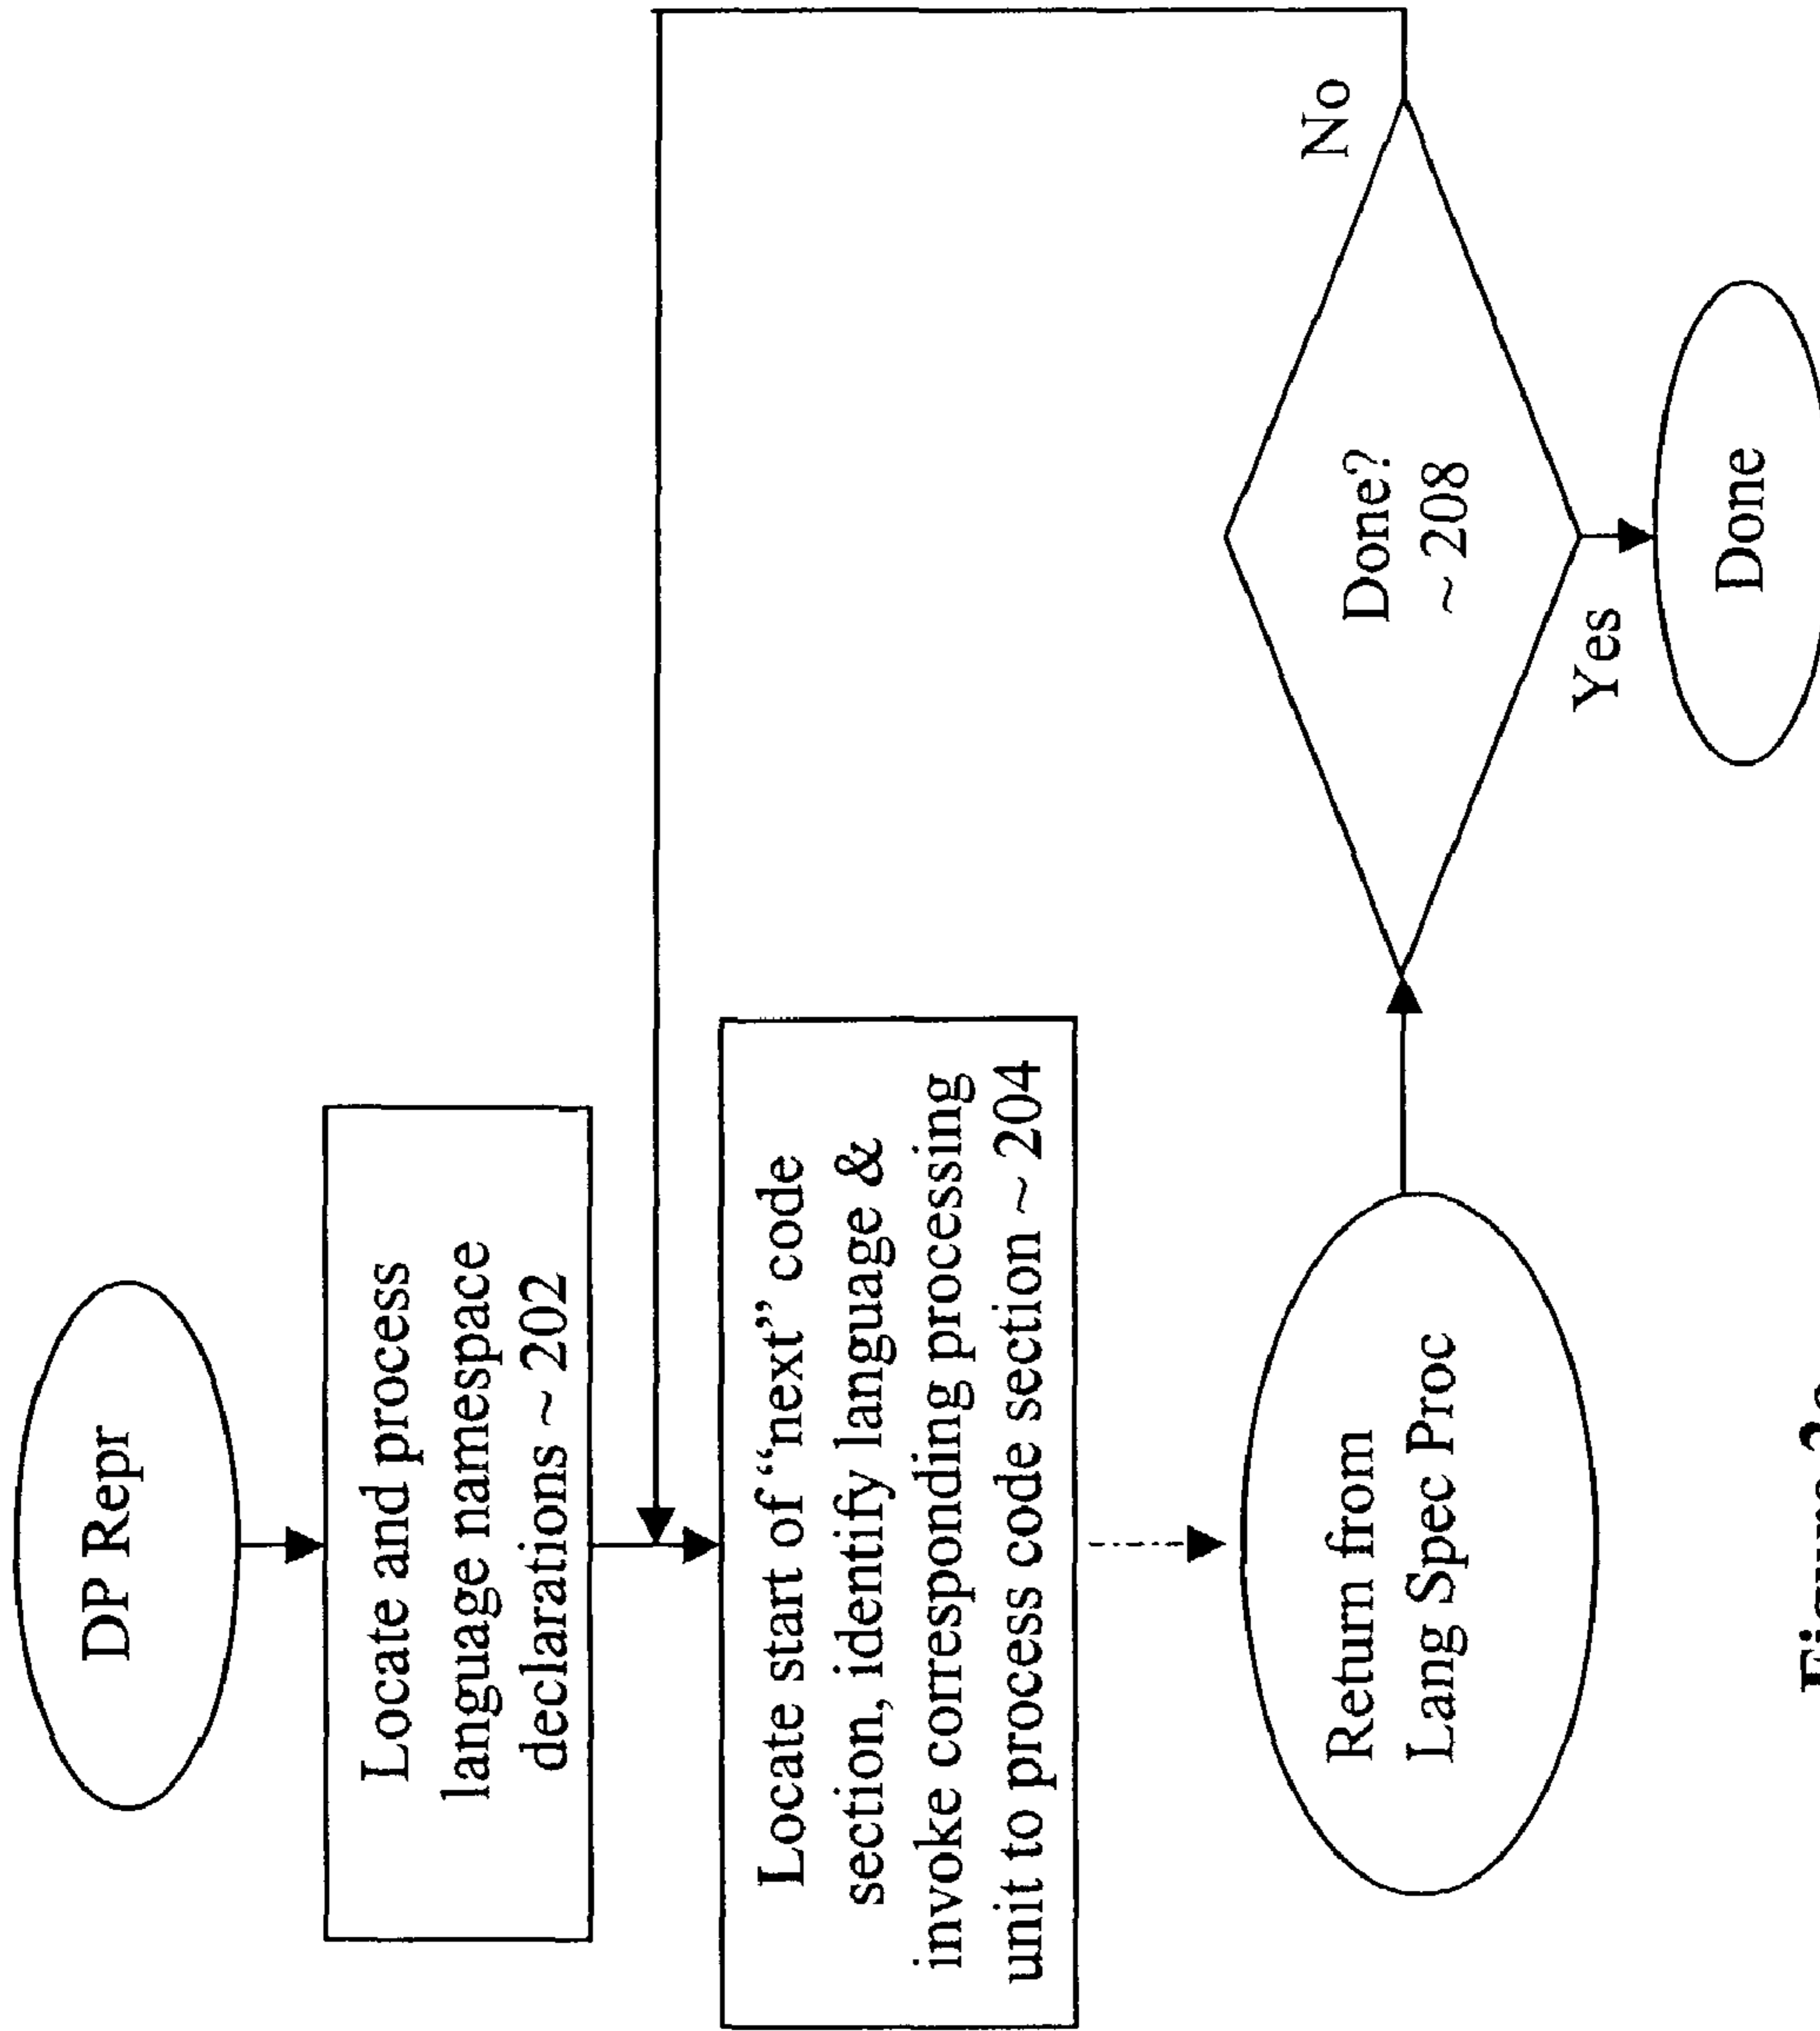 DP Repr
Locate and process
language namespace
declarations ~ 202
Locate start of “next” code
section, identify language &
invoke corresponding processing
unit to process code section ~ 204
Return from
Lang Spec Proc
Done?
~ 208
No
Yes
Done